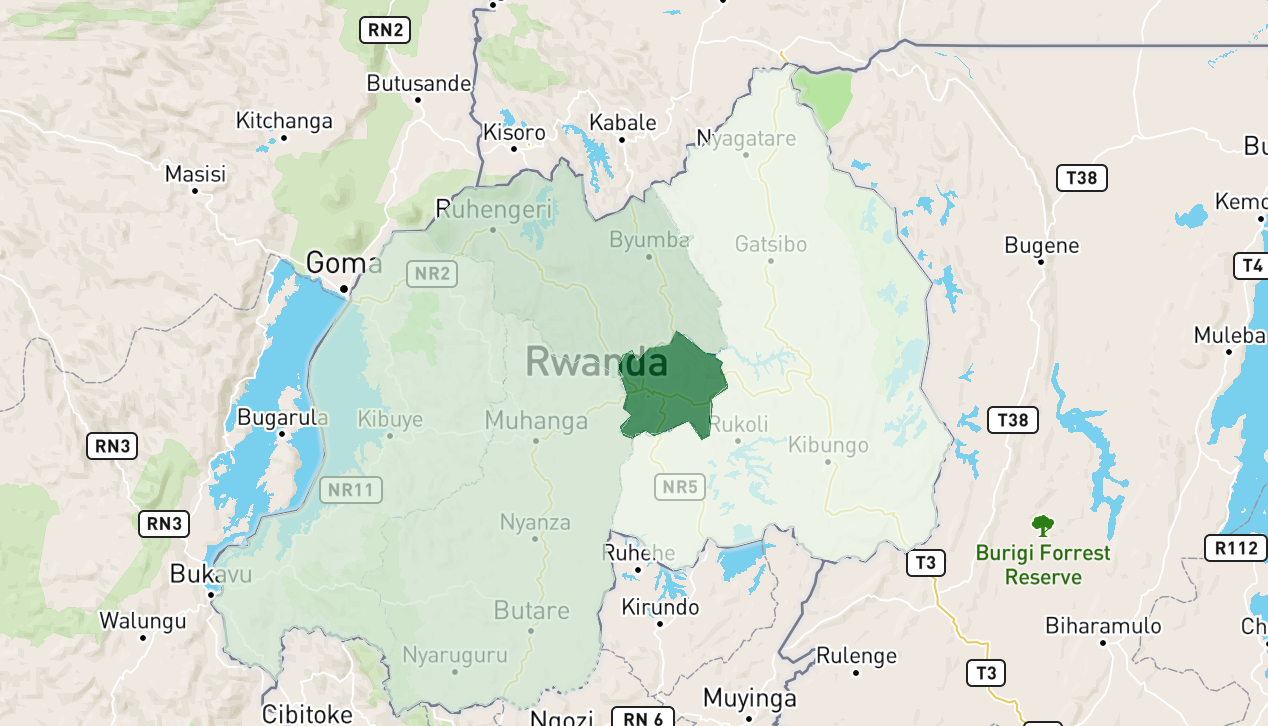 RN2
Butusande
Kitchanga
Kisoro
Kabale
Nyagatare
Masisi
T38
Ruhengeri
Kemo
Byumba
Gatsibo
Bugene
Goma
NR2
T4
Muleba
Rwanda
Bugarula
Kibuye
Muhanga
Rukoli
T38
RN3
Kibungo
NR11
NR5
RN3
Nyanza
Burigi Forrest
Reserve
R112
Ruhehe
T3
Bukavu
Butare
Kirundo
Walungu
Biharamulo
Ch
Nyaruguru
Rulenge
T3
Muyinga
Cibitoke
Ngozi
RN 6